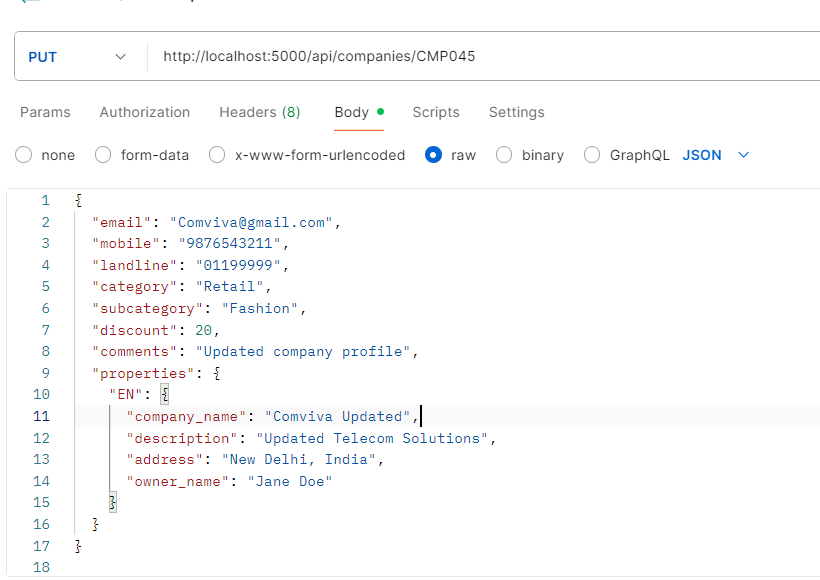 PUT http://localhost:5000/api/companies/CMP045
Params Authorization Headers (8) Body Scripts Settings
none form-data x-www-form-urlencoded raw binary GraphQL JSON
1 {
2 "email": "Comviva@gmail.com",
3 "mobile": "9876543211",
4 "landline": "01199999",
5 "category": "Retail",
6 "subcategory": "Fashion",
7 "discount": 20,
8 "comments": "Updated company profile",
9 "properties": {
10 "EN": {
11 "company_name": "Comviva Updated",
12 "description": "Updated Telecom Solutions",
13 "address": "New Delhi, India",
14 "owner_name": "Jane Doe"
15 }
16 }
17 }
18